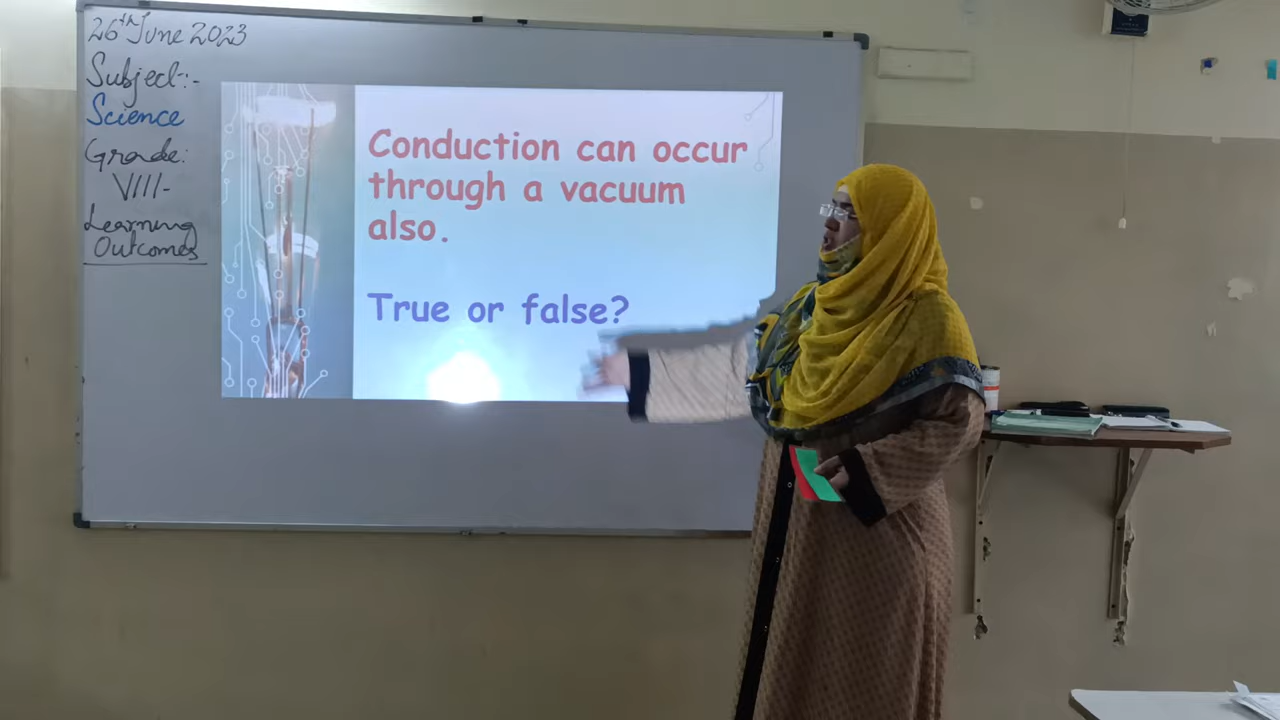 26th June 2023
Subject:-
Science
Grade:
VIII-
Learning
Outcomes
Conduction can occur
through a vacuum
also.
True or false?